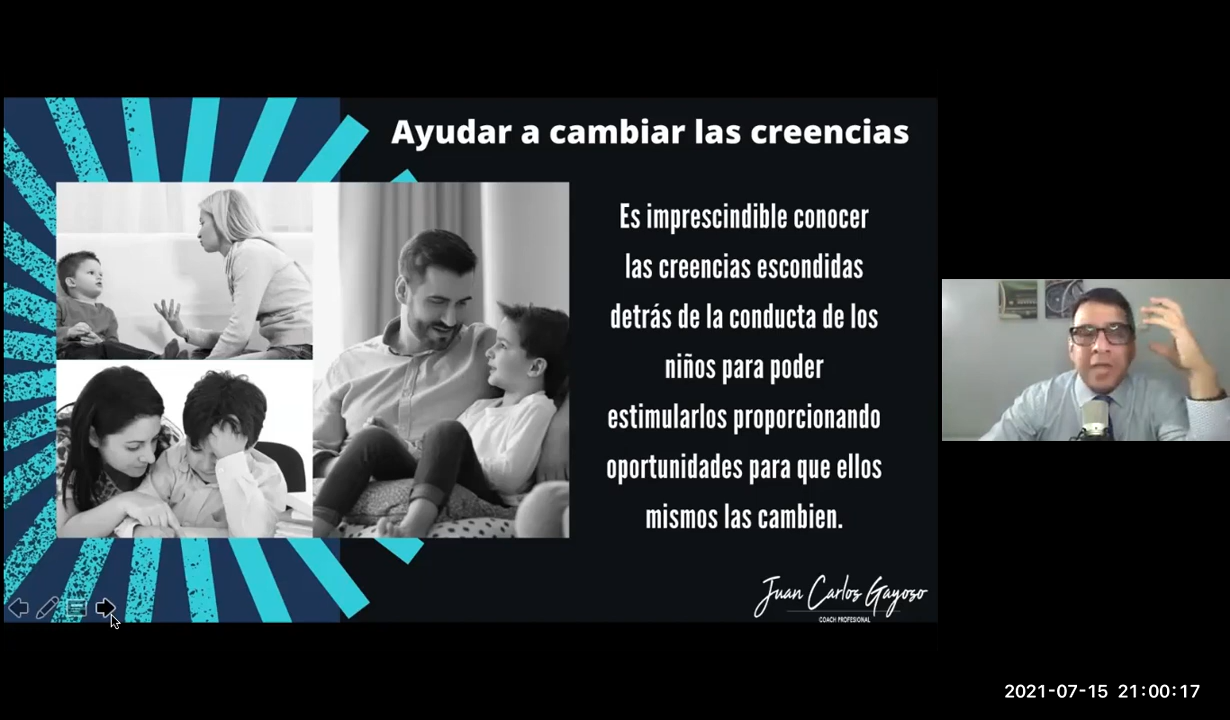 Ayudar a cambiar las creencias
Es imprescindible conocer
las creencias escondidas
detrás de la conducta de los
niños para poder
estimularlos proporcionando
oportunidades para que ellos
mismos las cambien.
Juan Carlos Gayoso
COACH PROFESIONAL
2021-07-15 21:00:17